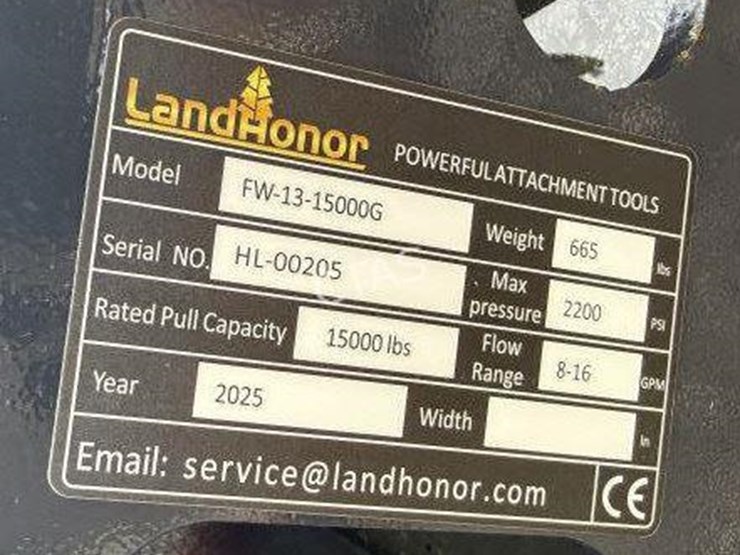 LandHonor POWERFUL ATTACHMENT TOOLS
Model FW-13-15000G Weight 665 lbs
Serial NO. HL-00205 Max pressure 2200 PSI
Rated Pull Capacity 15000 lbs Flow Range 8-16 GPM
Year 2025 Width In
Email: service@landhonor.com CE